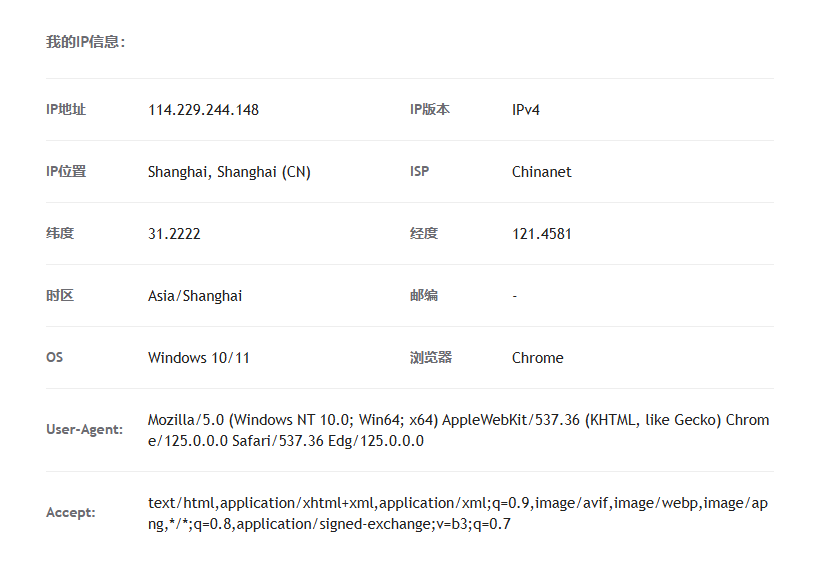 我的IP信息：
IP地址 114.229.244.148 IP版本 IPv4
IP位置 Shanghai, Shanghai (CN) ISP Chinanet
纬度 31.2222 经度 121.4581
时区 Asia/Shanghai 邮编 -
OS Windows 10/11 浏览器 Chrome
User-Agent: Mozilla/5.0 (Windows NT 10.0; Win64; x64) AppleWebKit/537.36 (KHTML, like Gecko) Chrom
e/125.0.0.0 Safari/537.36 Edg/125.0.0.0
Accept: text/html,application/xhtml+xml,application/xml;q=0.9,image/avif,image/webp,image/ap
ng,*/*;q=0.8,application/signed-exchange;v=b3;q=0.7